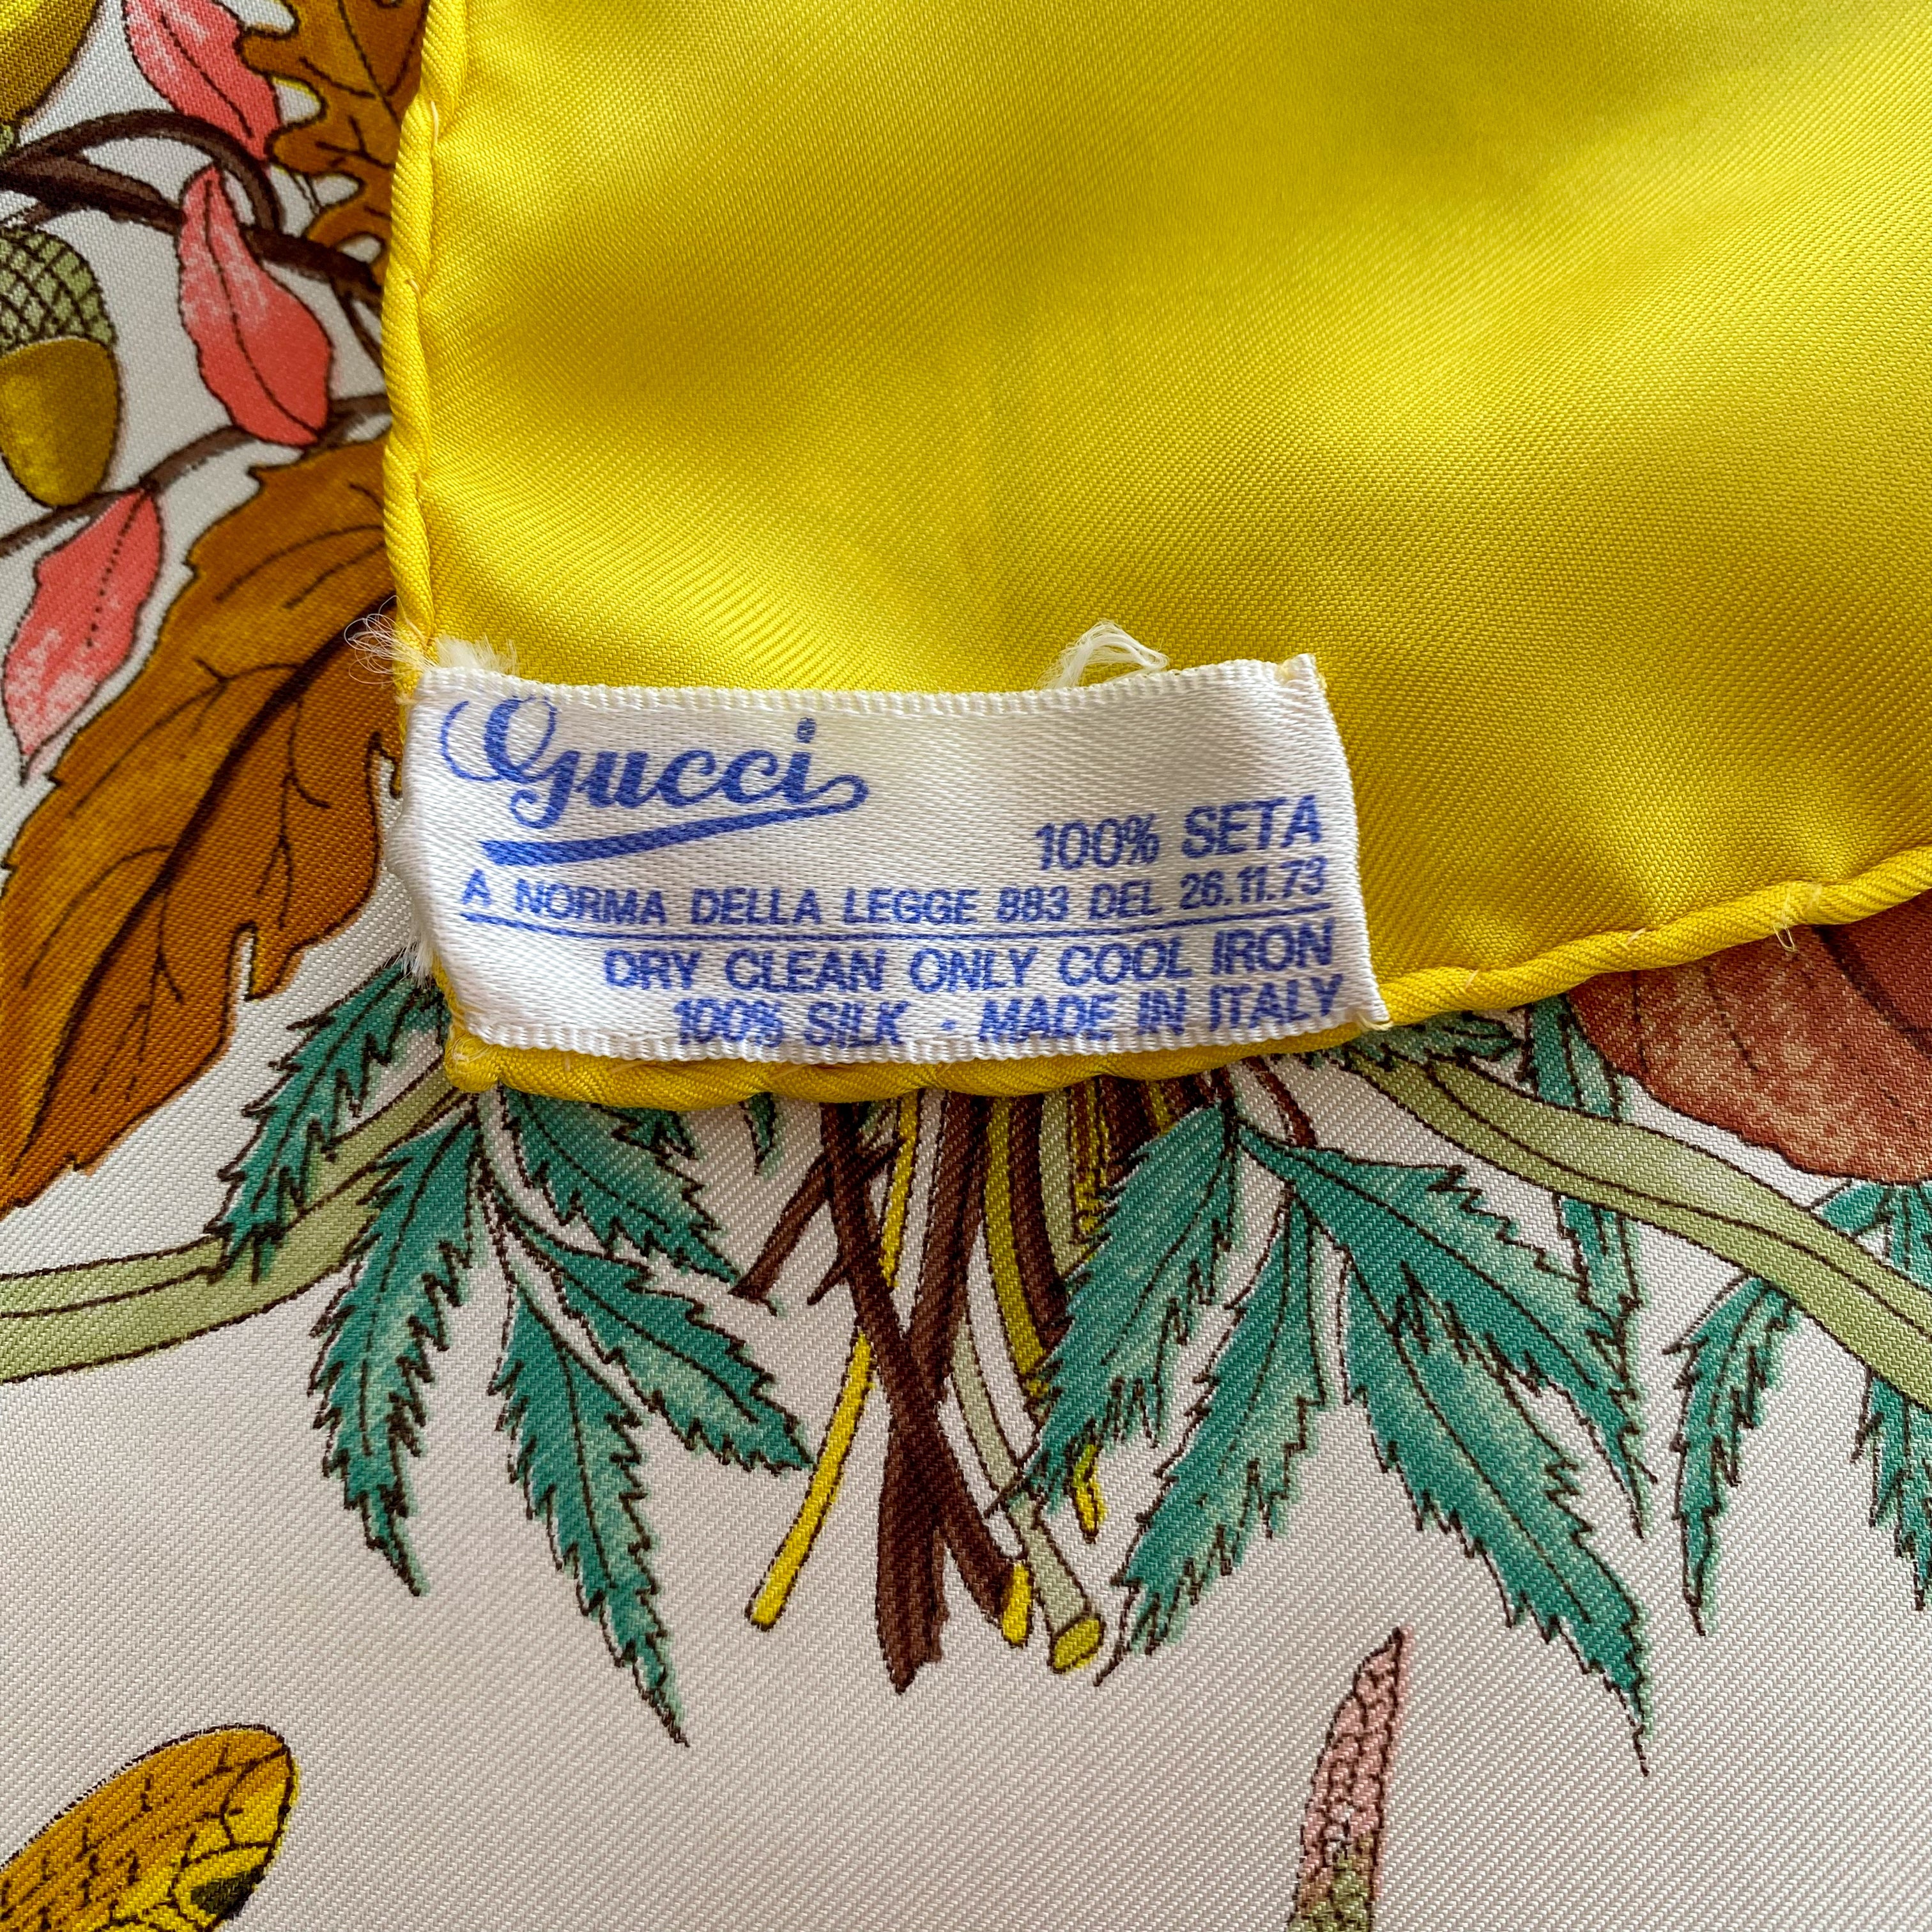 Gucci
100% SETA
A NORMA DELLA LEGGE 883 DEL 26.11.73
DRY CLEAN ONLY COOL IRON
100% SILK · MADE IN ITALY